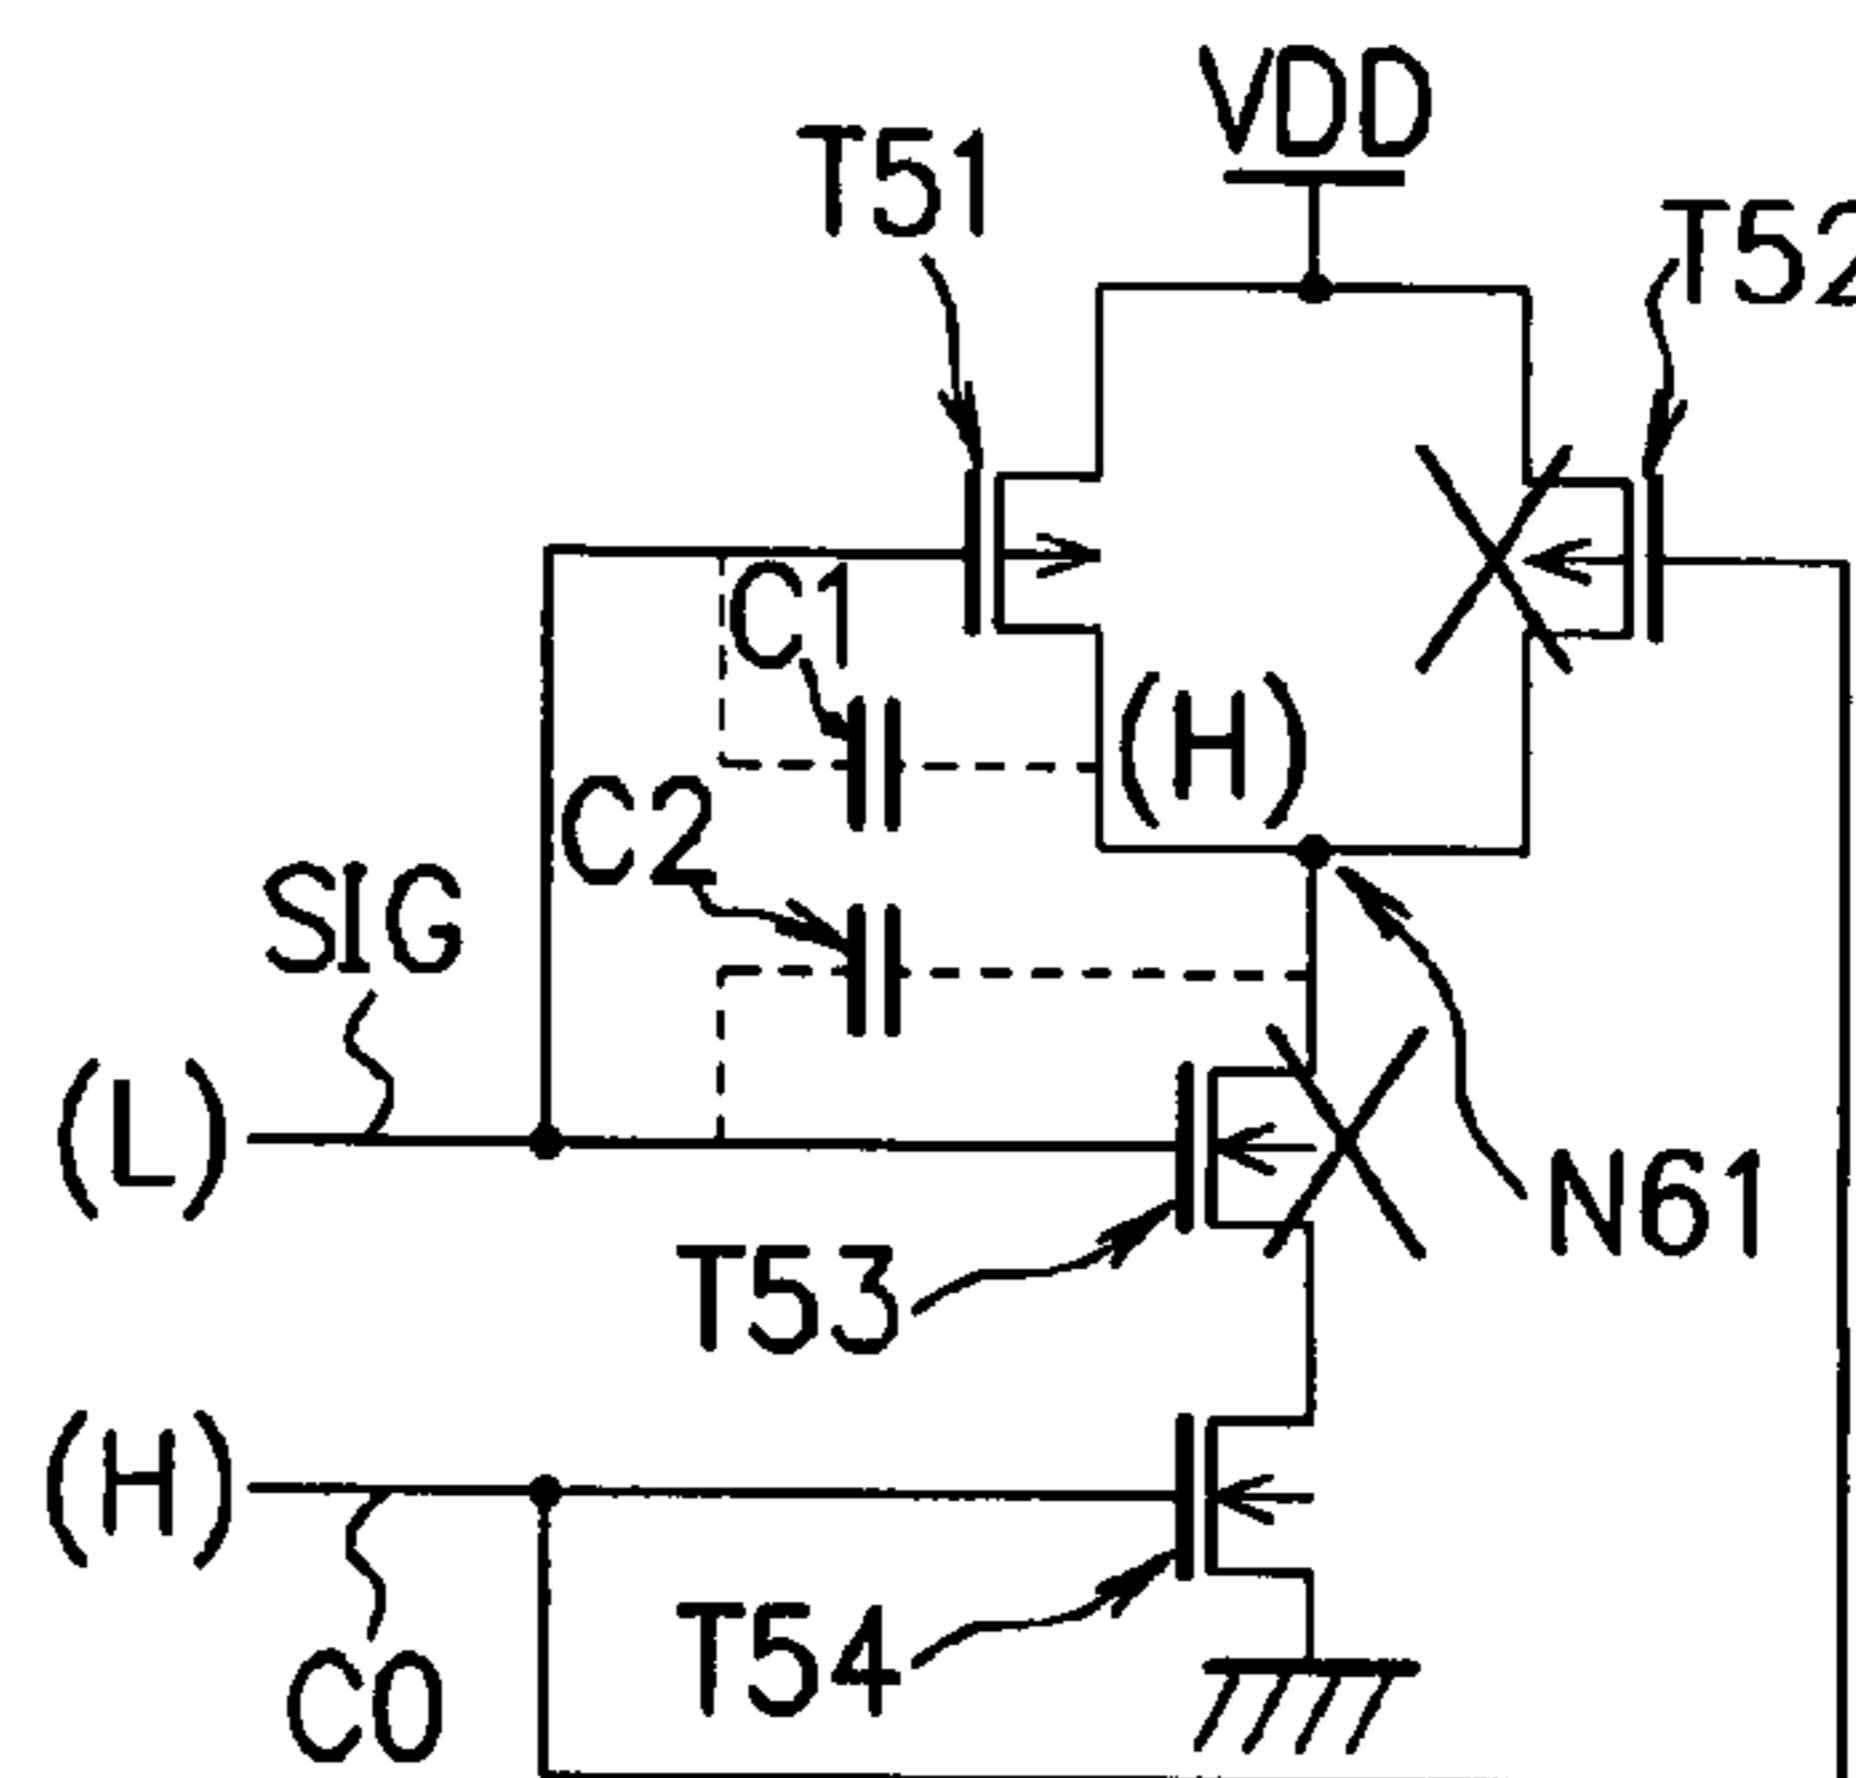 VDD
T51
T52
C1
(H)
C2
SIG
(L)
N61
T53
(H)
T54
C0